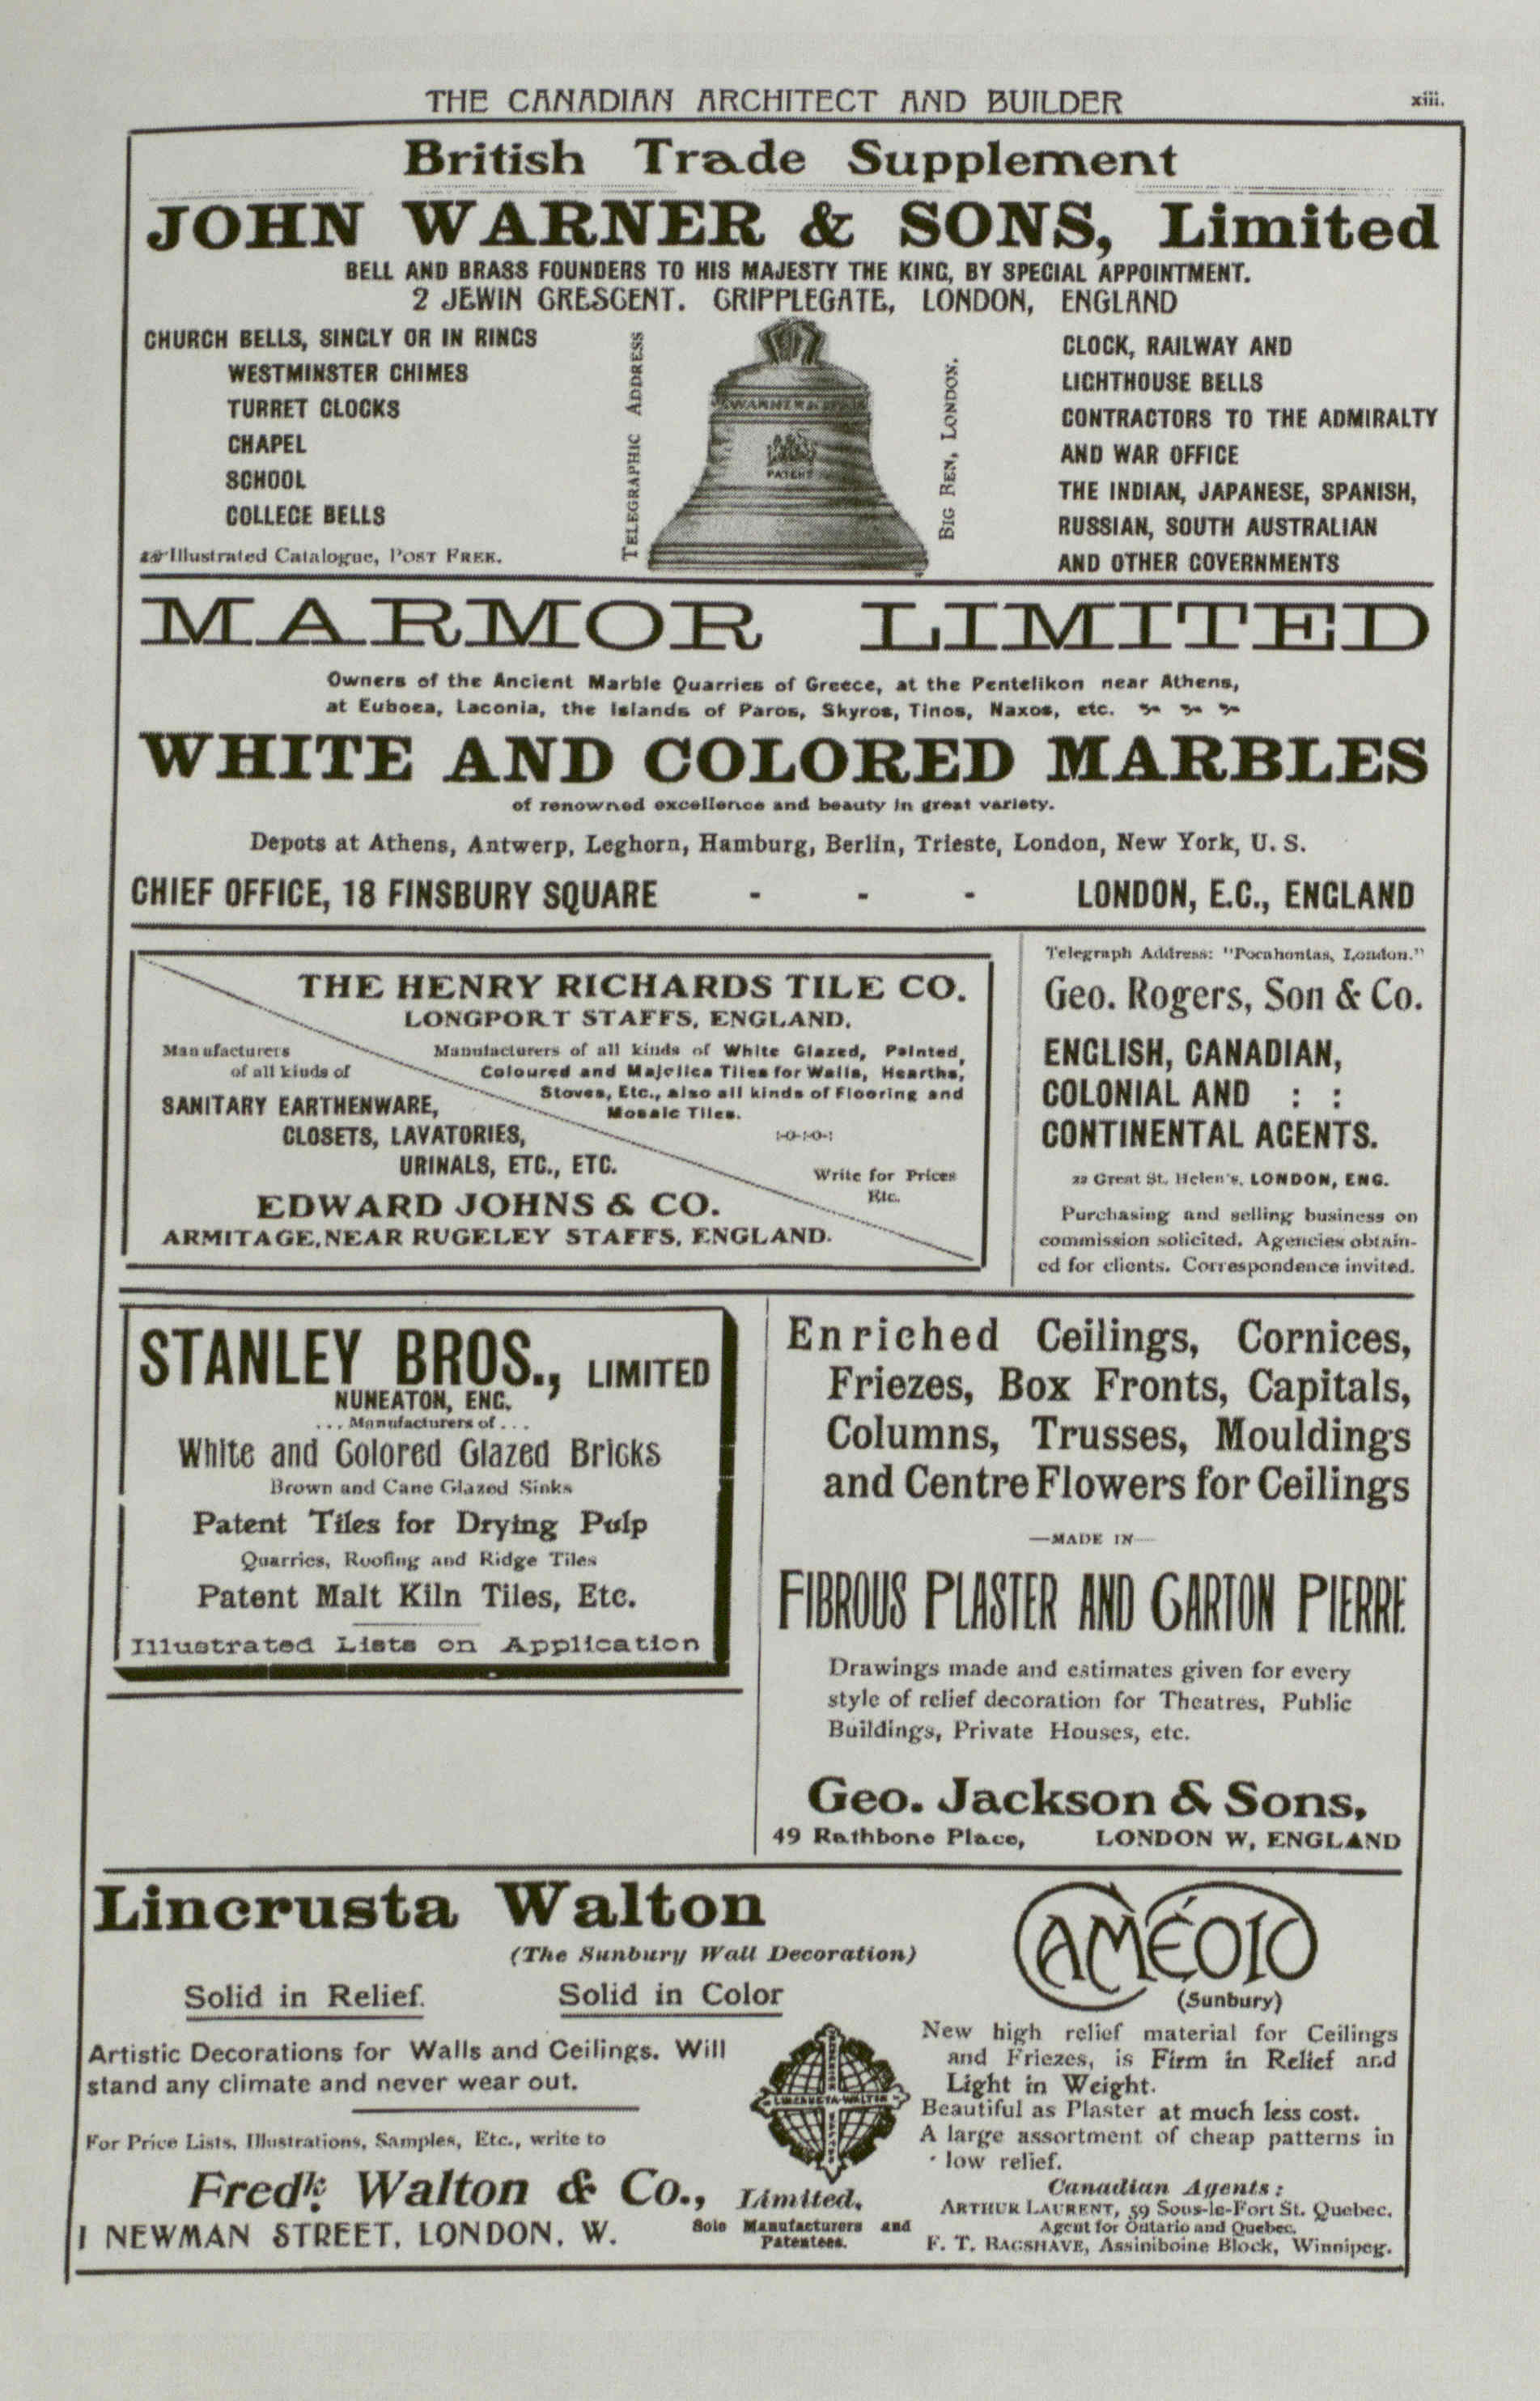 THE CANADIAN ARCHITECT AND BUILDER
xiii.
British Trade Supplement
JOHN WARNER & SONS, Limited
BELL AND BRASS FOUNDERS TO HIS MAJESTY THE KING, BY SPECIAL APPOINTMENT.
2 JEWIN CRESCENT. CRIPPLEGATE, LONDON, ENGLAND
CHURCH BELLS, SINGLY OR IN RINGS
WESTMINSTER CHIMES
TURRET CLOCKS
CHAPEL
SCHOOL
COLLEGE BELLS
Illustrated Catalogue, POST FREE.
TELEGRAPHIC ADDRESS
PATENT
BIG BEN, LONDON.
CLOCK, RAILWAY AND
LIGHTHOUSE BELLS
CONTRACTORS TO THE ADMIRALTY
AND WAR OFFICE
THE INDIAN, JAPANESE, SPANISH,
RUSSIAN, SOUTH AUSTRALIAN
AND OTHER GOVERNMENTS
MARMOR LIMITED
Owners of the Ancient Marble Quarries of Greece, at the Pentelikon near Athens,
at Euboea, Laconia, the Islands of Paros, Skyros, Tinos, Naxos, etc.
WHITE AND COLORED MARBLES
of renowned excellence and beauty in great variety.
Depots at Athens, Antwerp, Leghorn, Hamburg, Berlin, Trieste, London, New York, U. S.
CHIEF OFFICE, 18 FINSBURY SQUARE - - - LONDON, E.C., ENGLAND
THE HENRY RICHARDS TILE CO.
LONGPORT STAFFS, ENGLAND.
Manufacturers of all kinds of White Glazed, Painted,
Coloured and Majolica Tiles for Walls, Hearths,
Stoves, Etc., also all kinds of Flooring and
Mosaic Tiles.
Write for Prices
Etc.
Manufacturers
of all kinds of
SANITARY EARTHENWARE,
CLOSETS, LAVATORIES,
URINALS, ETC., ETC.
EDWARD JOHNS & CO.
ARMITAGE, NEAR RUGELEY STAFFS, ENGLAND.
Telegraph Address: "Pocahontas, London."
Geo. Rogers, Son & Co.
ENGLISH, CANADIAN,
COLONIAL AND : :
CONTINENTAL AGENTS.
22 Great St. Helen's, LONDON, ENG.
Purchasing and selling business on
commission solicited. Agencies obtain-
ed for clients. Correspondence invited.
STANLEY BROS., LIMITED
NUNEATON, ENG.
... Manufacturers of ...
White and Colored Glazed Bricks
Brown and Cane Glazed Sinks
Patent Tiles for Drying Pulp
Quarries, Roofing and Ridge Tiles
Patent Malt Kiln Tiles, Etc.
Illustrated Lists on Application
Enriched Ceilings, Cornices,
Friezes, Box Fronts, Capitals,
Columns, Trusses, Mouldings
and Centre Flowers for Ceilings
—MADE IN—
FIBROUS PLASTER AND CARTON PIERRE
Drawings made and estimates given for every
style of relief decoration for Theatres, Public
Buildings, Private Houses, etc.
Geo. Jackson & Sons,
49 Rathbone Place, LONDON W, ENGLAND
Lincrusta Walton
(The Sunbury Wall Decoration)
Solid in Relief. Solid in Color
Artistic Decorations for Walls and Ceilings. Will
stand any climate and never wear out.
For Price Lists, Illustrations, Samples, Etc., write to
Fredk. Walton & Co., Limited,
1 NEWMAN STREET, LONDON, W.
Sole Manufacturers and
Patentees.
LINCRUSTA-WALTON
CAMÉOID
(Sunbury)
New high relief material for Ceilings
and Friezes, is Firm in Relief and
Light in Weight.
Beautiful as Plaster at much less cost.
A large assortment of cheap patterns in
low relief.
Canadian Agents:
ARTHUR LAURENT, 59 Sous-le-Fort St. Quebec.
Agent for Ontario and Quebec.
F. T. BAGSHAVE, Assiniboine Block, Winnipeg.